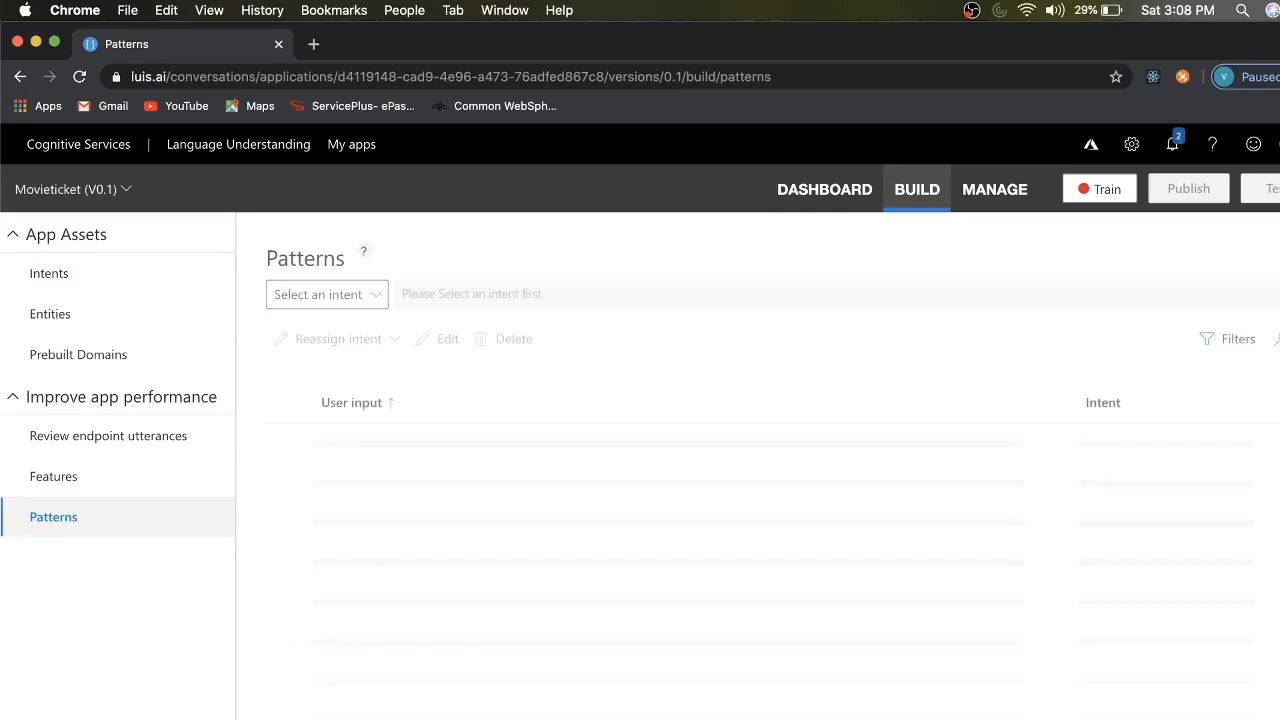 Chrome File Edit View History Bookmarks People Tab Window Help 29% Sat 3:08 PM
Patterns
luis.ai/conversations/applications/d4119148-cad9-4e96-a473-76adfed867c8/versions/0.1/build/patterns V Paused
Apps Gmail YouTube Maps ServicePlus- ePas... Common WebSph...
Cognitive Services | Language Understanding My apps 2 ?
Movieticket (V0.1) DASHBOARD BUILD MANAGE Train Publish Te
App Assets
Intents
Entities
Prebuilt Domains
Improve app performance
Review endpoint utterances
Features
Patterns
Patterns ?
Select an intent Please Select an intent first
Reassign intent Edit Delete Filters
User input ↑ Intent